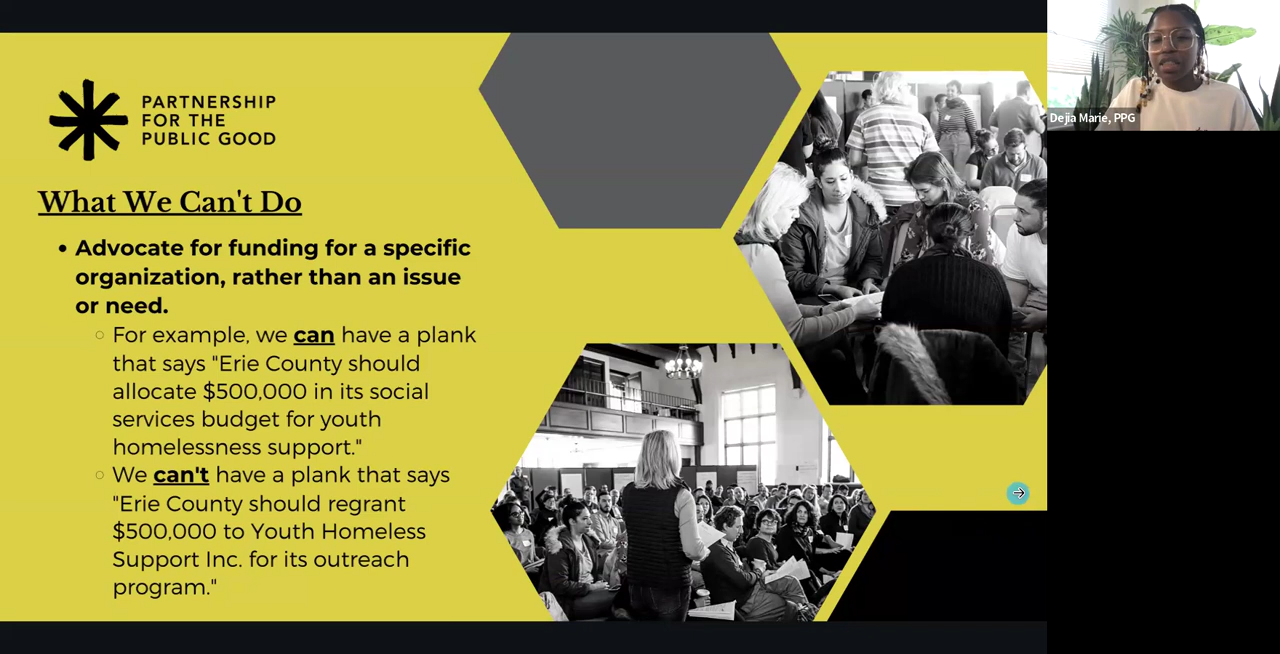 PARTNERSHIP
FOR THE
PUBLIC GOOD
What We Can't Do
• Advocate for funding for a specific
organization, rather than an issue
or need.
○ For example, we can have a plank
that says "Erie County should
allocate $500,000 in its social
services budget for youth
homelessness support."
○ We can't have a plank that says
"Erie County should regrant
$500,000 to Youth Homeless
Support Inc. for its outreach
program."
Dejia Marie, PPG